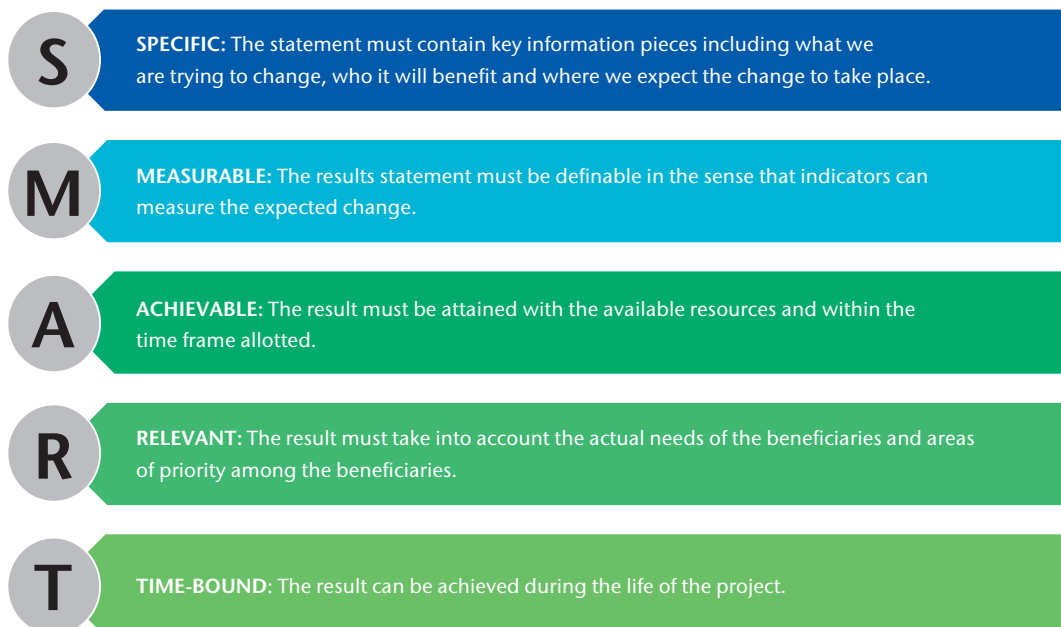 S
SPECIFIC: The statement must contain key information pieces including what we
are trying to change, who it will benefit and where we expect the change to take place.
M
MEASURABLE: The results statement must be definable in the sense that indicators can
measure the expected change.
A
ACHIEVABLE: The result must be attained with the available resources and within the
time frame allotted.
R
RELEVANT: The result must take into account the actual needs of the beneficiaries and areas
of priority among the beneficiaries.
T
TIME-BOUND: The result can be achieved during the life of the project.